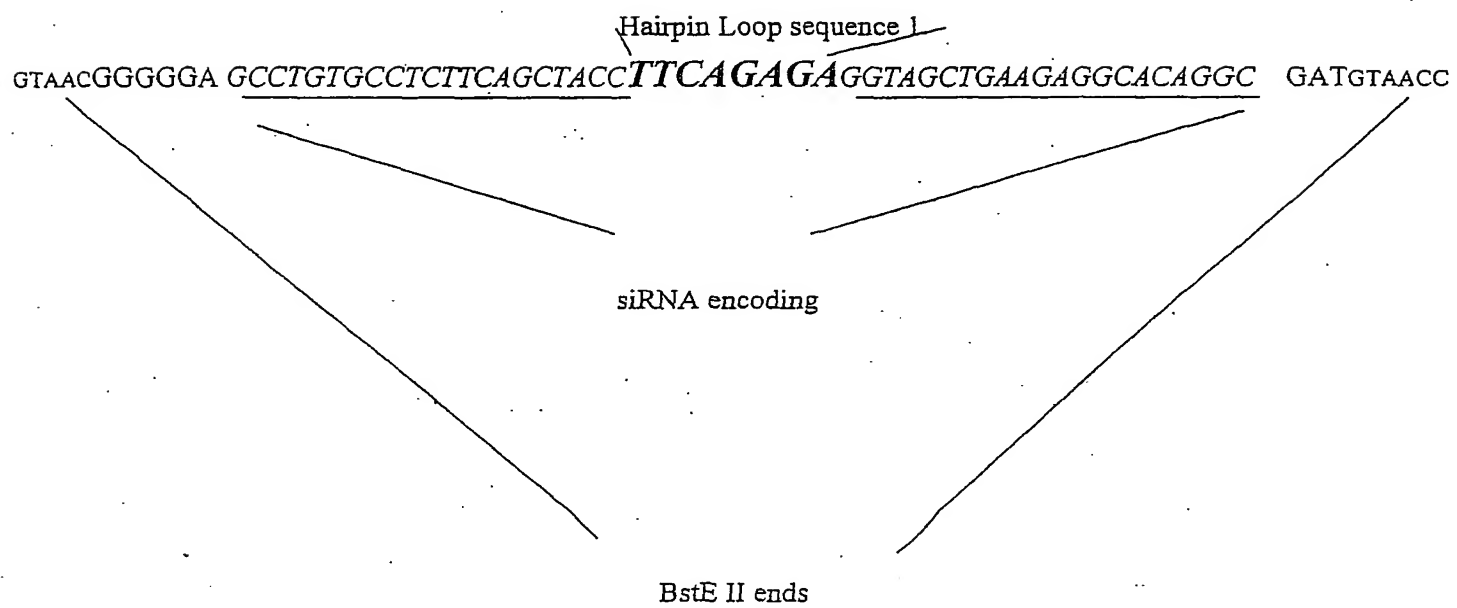 Hairpin Loop sequence 1
GTAACGGGGGA GCCTGTGCCTCTTCAGCTACCTTCAGAGAGGTAGCTGAAGAGGCACAGGC GATGTAACC
siRNA encoding
BstE II ends